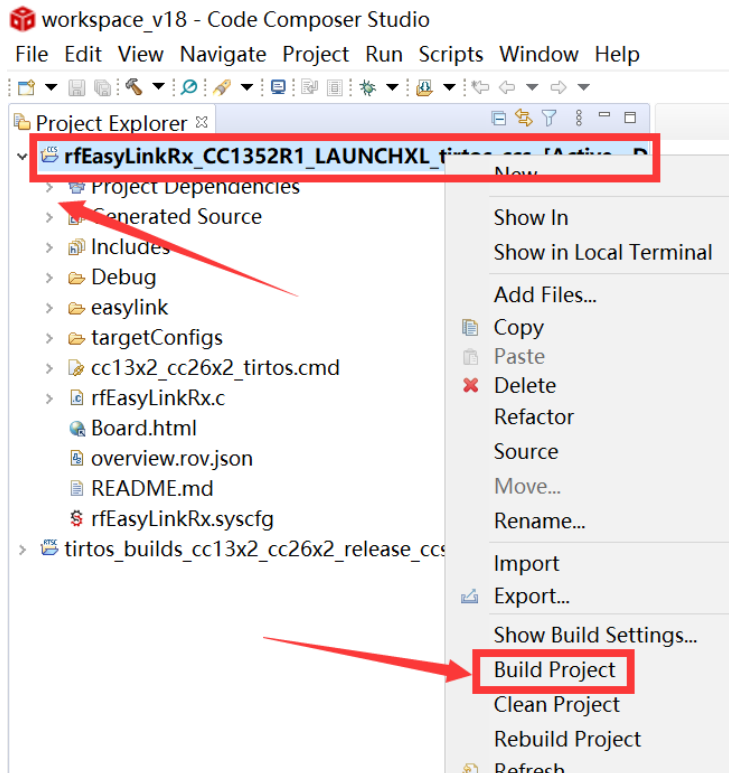 workspace_v18 - Code Composer Studio
File Edit View Navigate Project Run Scripts Window Help
Project Explorer
rfEasyLinkRx_CC1352R1_LAUNCHXL_tirtos_ccs [Active - D
Project Dependencies
Generated Source
Includes
Debug
easylink
targetConfigs
cc13x2_cc26x2_tirtos.cmd
rfEasyLinkRx.c
Board.html
overview.rov.json
README.md
rfEasyLinkRx.syscfg
tirtos_builds_cc13x2_cc26x2_release_ccs
New
Show In
Show in Local Terminal
Add Files...
Copy
Paste
Delete
Refactor
Source
Move...
Rename...
Import
Export...
Show Build Settings...
Build Project
Clean Project
Rebuild Project
Refresh